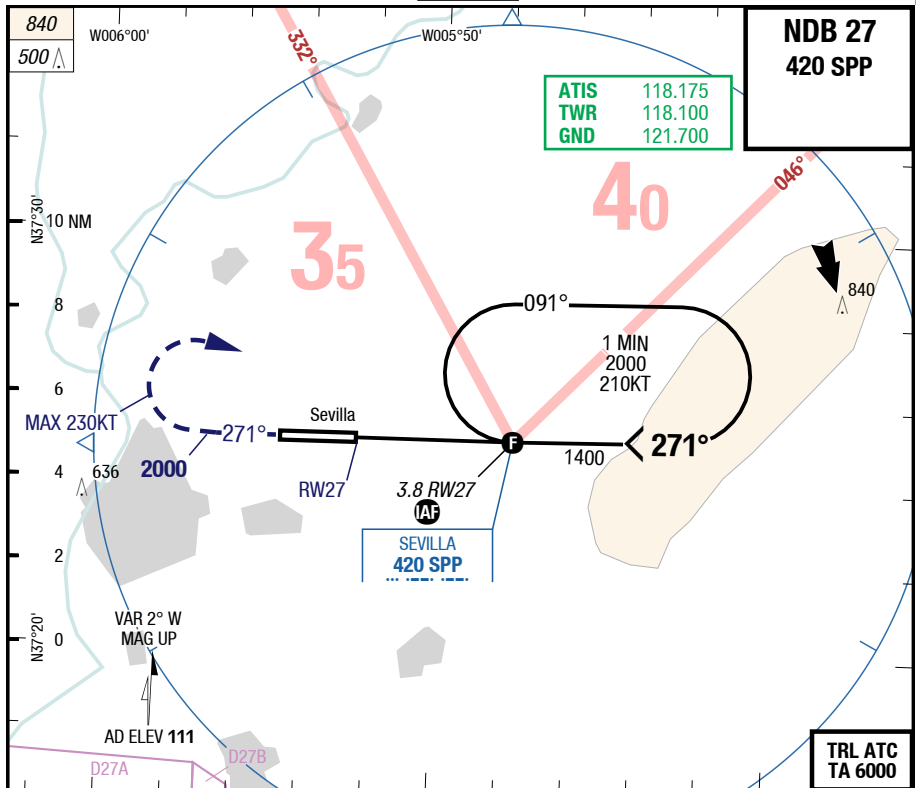 840
500
W006°00'
W005°50'
NDB 27
420 SPP
ATIS 118.175
TWR 118.100
GND 121.700
332°
046°
N37°30'
10 NM
35
40
840
091°
8
1 MIN
2000
210KT
6
MAX 230KT
Sevilla
271°
F
271°
1400
4
636
2000
RW27
3.8 RW27
IAF
SEVILLA
420 SPP
2
VAR 2° W
MAG UP
N37°20'
0
AD ELEV 111
D27A
D27B
TRL ATC
TA 6000